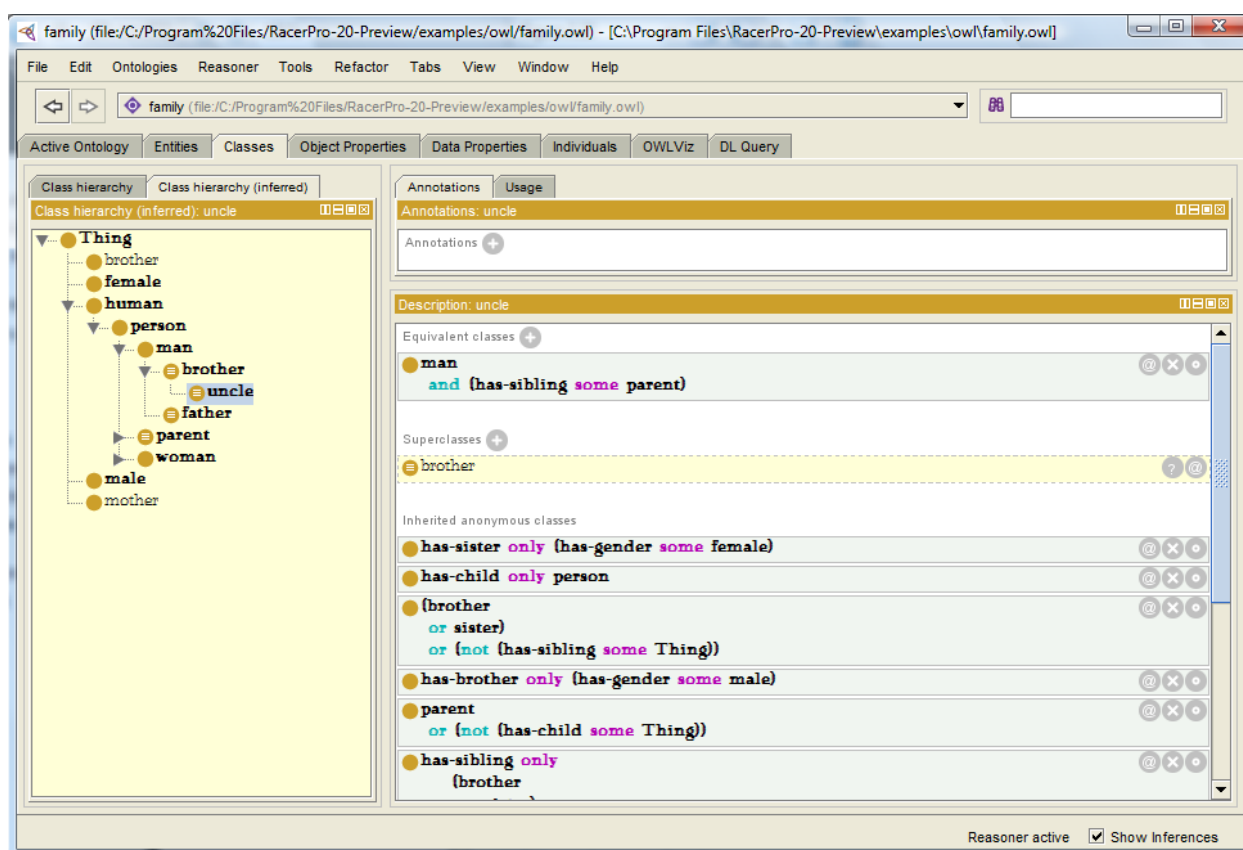 family (file:/C:/Program%20Files/RacerPro-20-Preview/examples/owl/family.owl) - [C:\Program Files\RacerPro-20-Preview\examples\owl\family.owl]
File Edit Ontologies Reasoner Tools Refactor Tabs View Window Help
family (file:/C:/Program%20Files/RacerPro-20-Preview/examples/owl/family.owl)
Active Ontology Entities Classes Object Properties Data Properties Individuals OWLViz DL Query
Class hierarchy Class hierarchy (inferred)
Class hierarchy (inferred): uncle
Thing
brother
female
human
person
man
brother
uncle
father
parent
woman
male
mother
Annotations Usage
Annotations: uncle
Annotations
Description: uncle
Equivalent classes
man
and (has-sibling some parent)
Superclasses
brother
Inherited anonymous classes
has-sister only (has-gender some female)
has-child only person
(brother
or sister)
or (not (has-sibling some Thing))
has-brother only (has-gender some male)
parent
or (not (has-child some Thing))
has-sibling only
(brother
Reasoner active Show Inferences